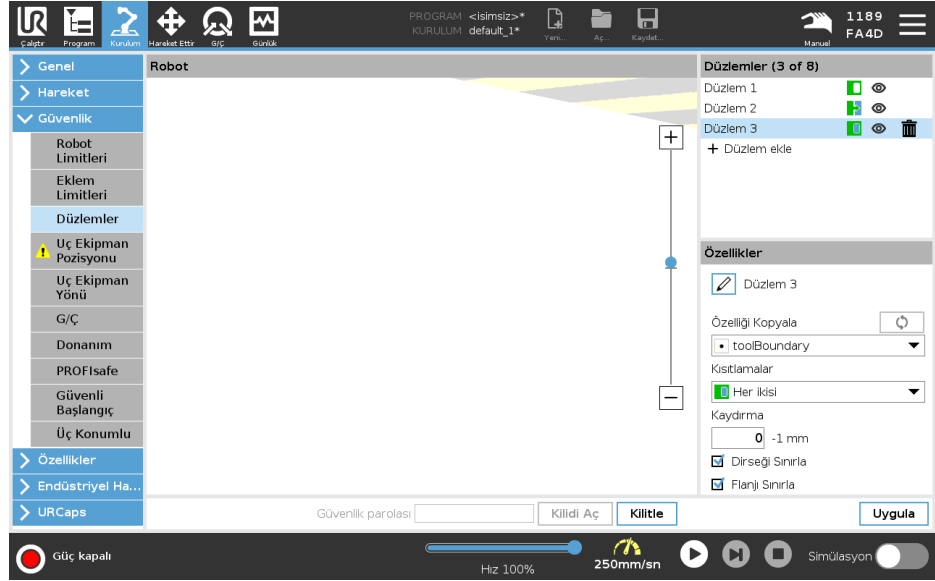 PROGRAM <isimsiz>*
KURULUM default_1*
Çalıştır
Program
Kurulum
Hareket Ettir
G/Ç
Günlük
Yeni...
Aç...
Kaydet...
Manuel
1189
FA4D
Genel
Hareket
Güvenlik
Robot
Limitleri
Eklem
Limitleri
Düzlemler
Uç Ekipman
Pozisyonu
Uç Ekipman
Yönü
G/Ç
Donanım
PROFIsafe
Güvenli
Başlangıç
Üç Konumlu
Özellikler
Endüstriyel Ha...
URCaps
Robot
Düzlemler (3 of 8)
Düzlem 1
Düzlem 2
Düzlem 3
+ Düzlem ekle
Özellikler
Düzlem 3
Özelliği Kopyala
toolBoundary
Kısıtlamalar
Her ikisi
Kaydırma
0 -1 mm
Dirseği Sınırla
Flanjı Sınırla
Güvenlik parolası
Kilidi Aç
Kilitle
Uygula
Güç kapalı
Hız 100%
250mm/sn
Simülasyon